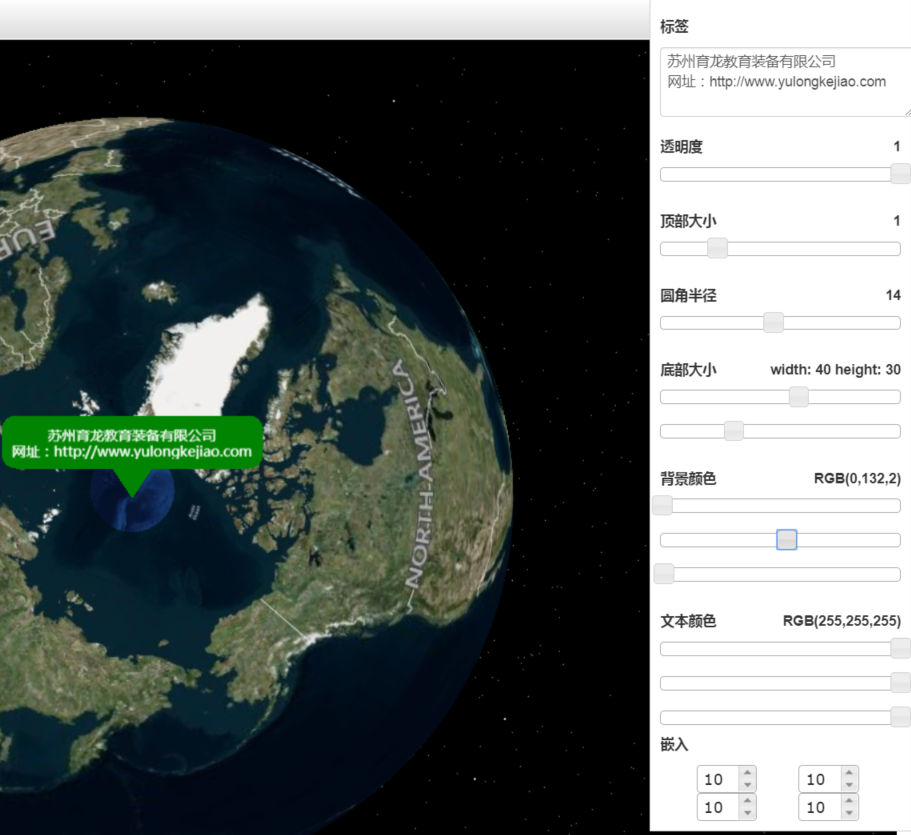 标签
苏州育龙教育装备有限公司
网址：http://www.yulongkejiao.com
透明度 1
顶部大小 1
圆角半径 14
底部大小 width: 40 height: 30
背景颜色 RGB(0,132,2)
文本颜色 RGB(255,255,255)
嵌入
10 10
10 10
EUR
NORTH-AMERICA
苏州育龙教育装备有限公司
网址：http://www.yulongkejiao.com